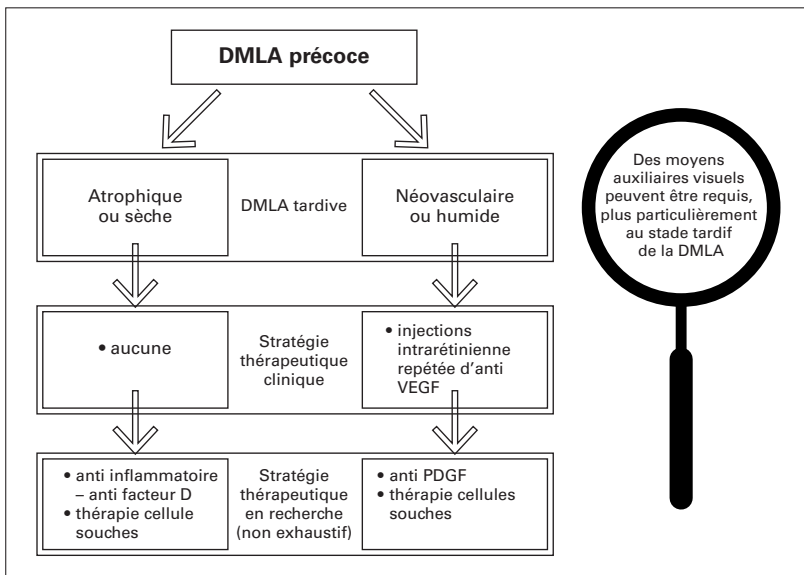 DMLA précoce
Atrophique
ou sèche
DMLA tardive
Néovasculaire
ou humide
• aucune
Stratégie
thérapeutique
clinique
• injections
intrarétinienne
repétée d'anti
VEGF
• anti inflammatoire
– anti facteur D
• thérapie cellule
souches
Stratégie
thérapeutique
en recherche
(non exhaustif)
• anti PDGF
• thérapie cellules
souches
Des moyens
auxiliaires visuels
peuvent être requis,
plus particulièrement
au stade tardif
de la DMLA